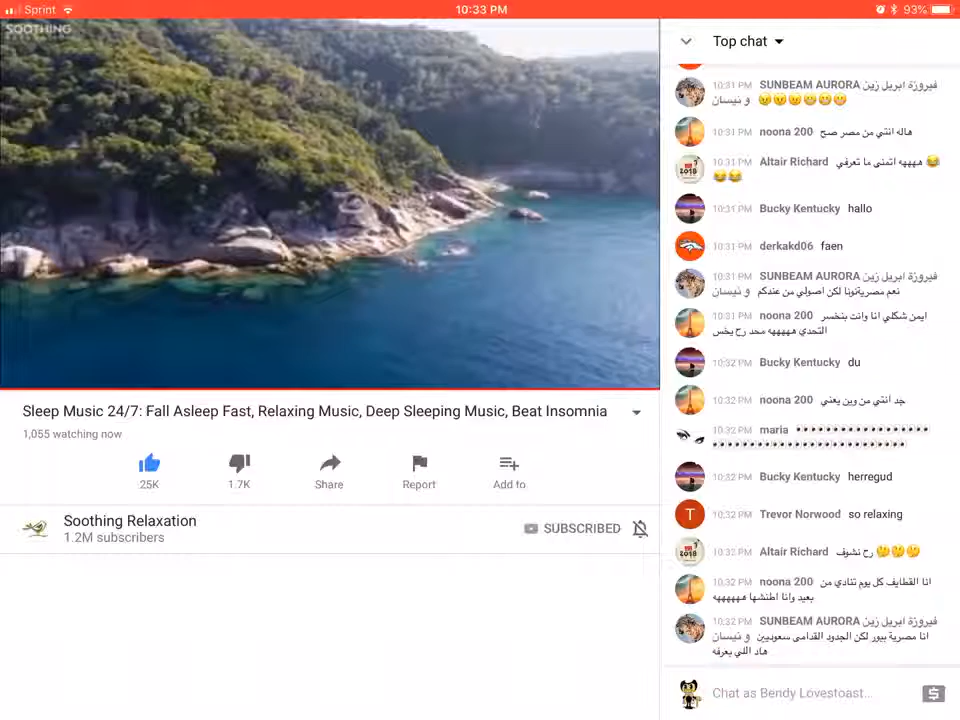 Sprint
10:33 PM
93%
SOOTHING
Top chat
10:31 PM SUNBEAM AURORA فيروزة ابريل زين
و نيسان 😠😠😠😁😁😁
10:31 PM noona 200 هاله انتي من مصر صح
10:31 PM Altair Richard هههه اتمنى ما تعرفي 😂
😂😂
10:31 PM Bucky Kentucky hallo
10:31 PM derkakd06 faen
10:31 PM SUNBEAM AURORA فيروزة ابريل زين
و نيسان نعم لكن اصولي من عندكم
10:31 PM noona 200 ايمن شكلي انا وانت بنخسر
التحدي ههههه محد رح يخس
10:32 PM Bucky Kentucky du
10:32 PM noona 200 جد انتي من وين يعني
10:32 PM maria
10:32 PM Bucky Kentucky herregud
10:32 PM Trevor Norwood so relaxing
10:32 PM Altair Richard رح نشوف 🤔🤔🤔
10:32 PM noona 200 انا القطايف كل يوم تنادي من
بعيد وانا اطنشها هههههه
10:32 PM SUNBEAM AURORA فيروزة ابريل زين
و نيسان انا مصرية بيور لكن الجدود القدامى سعوديين
هاد اللي بعرفه
Chat as Bendy Lovestoast...
Sleep Music 24/7: Fall Asleep Fast, Relaxing Music, Deep Sleeping Music, Beat Insomnia
1,055 watching now
25K
1.7K
Share
Report
Add to
Soothing Relaxation
1.2M subscribers
SUBSCRIBED